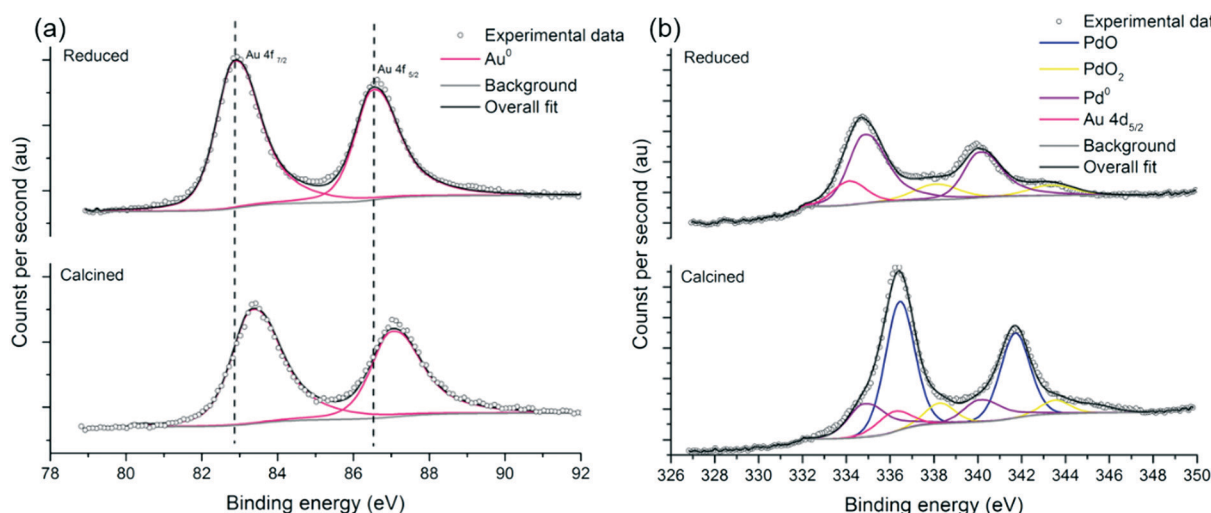 (a)
Reduced
Au 4f 7/2
Au 4f 5/2
Experimental data
Au⁰
Background
Overall fit
Calcined
Counst per second (au)
78 80 82 84 86 88 90 92
Binding energy (eV)
(b)
Reduced
Experimental dat
PdO
PdO₂
Pd⁰
Au 4d₅/₂
Background
Overall fit
Calcined
Counst per second (au)
326 328 330 332 334 336 338 340 342 344 346 348 350
Binding energy (eV)